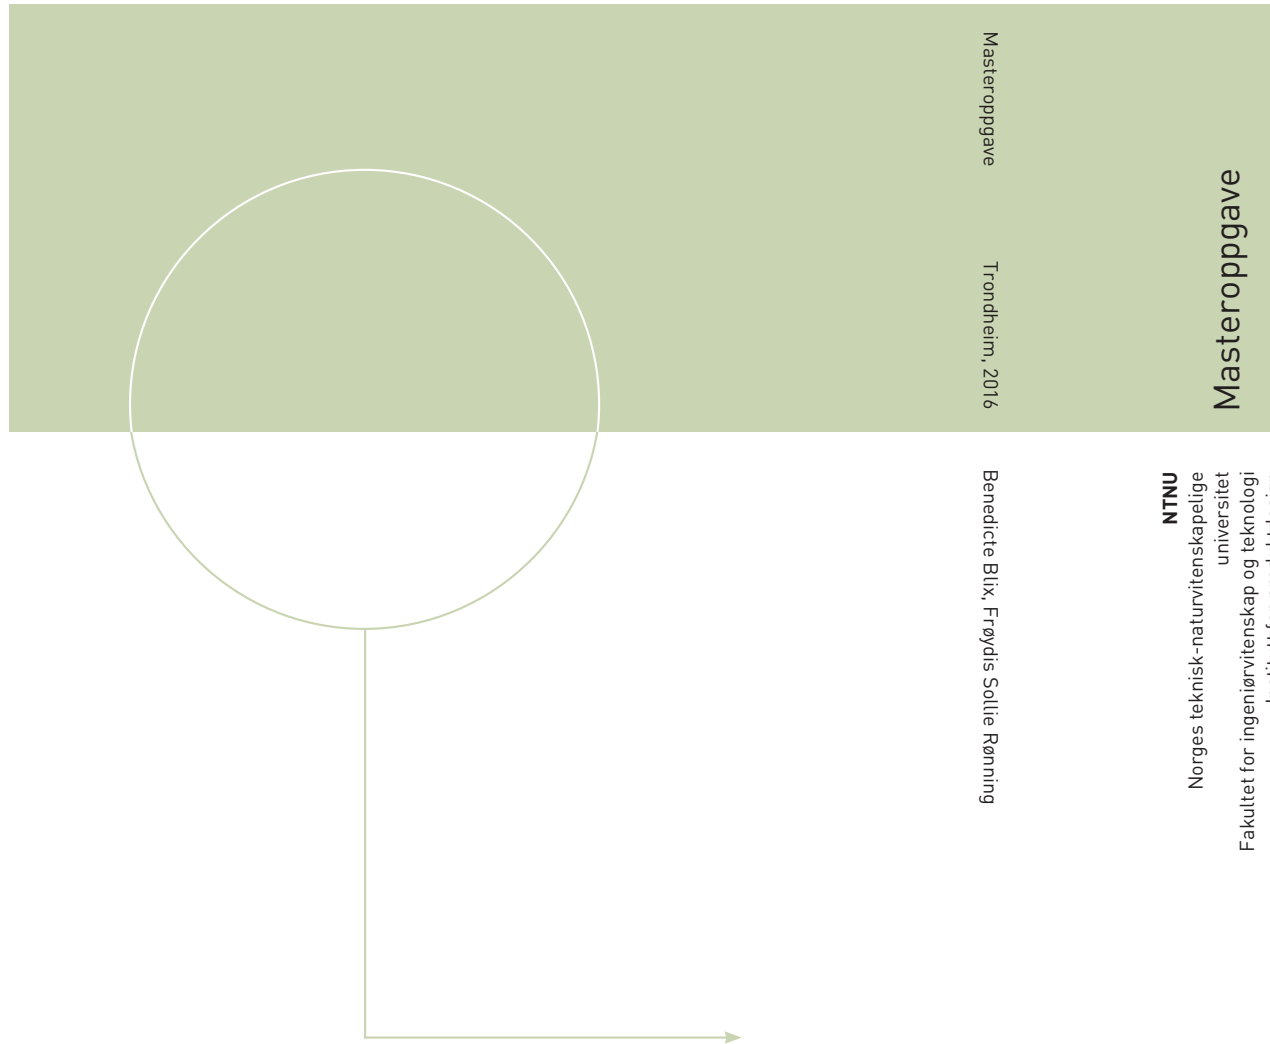 Masteroppgave
Trondheim, 2016
Benedicte Blix, Frøydis Sollie Rønning
Masteroppgave
NTNU
Norges teknisk-naturvitenskapelige
universitet
Fakultet for ingeniørvitenskap og teknologi